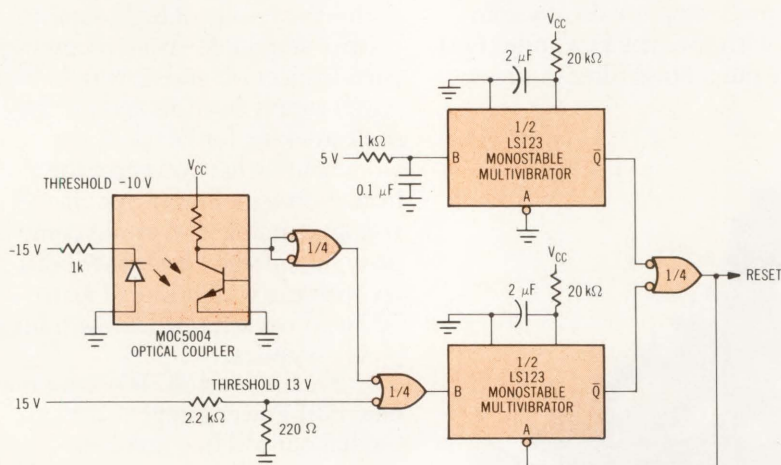 V_CC
2 μF
20 kΩ
1/2
LS123
MONOSTABLE
MULTIVIBRATOR
B
Q̅
A
5 V
1 kΩ
0.1 μF
V_CC
THRESHOLD -10 V
-15 V
1k
MOC5004
OPTICAL COUPLER
1/4
1/4
RESET
V_CC
2 μF
20 kΩ
1/2
LS123
MONOSTABLE
MULTIVIBRATOR
B
Q̅
A
THRESHOLD 13 V
15 V
2.2 kΩ
220 Ω
1/4